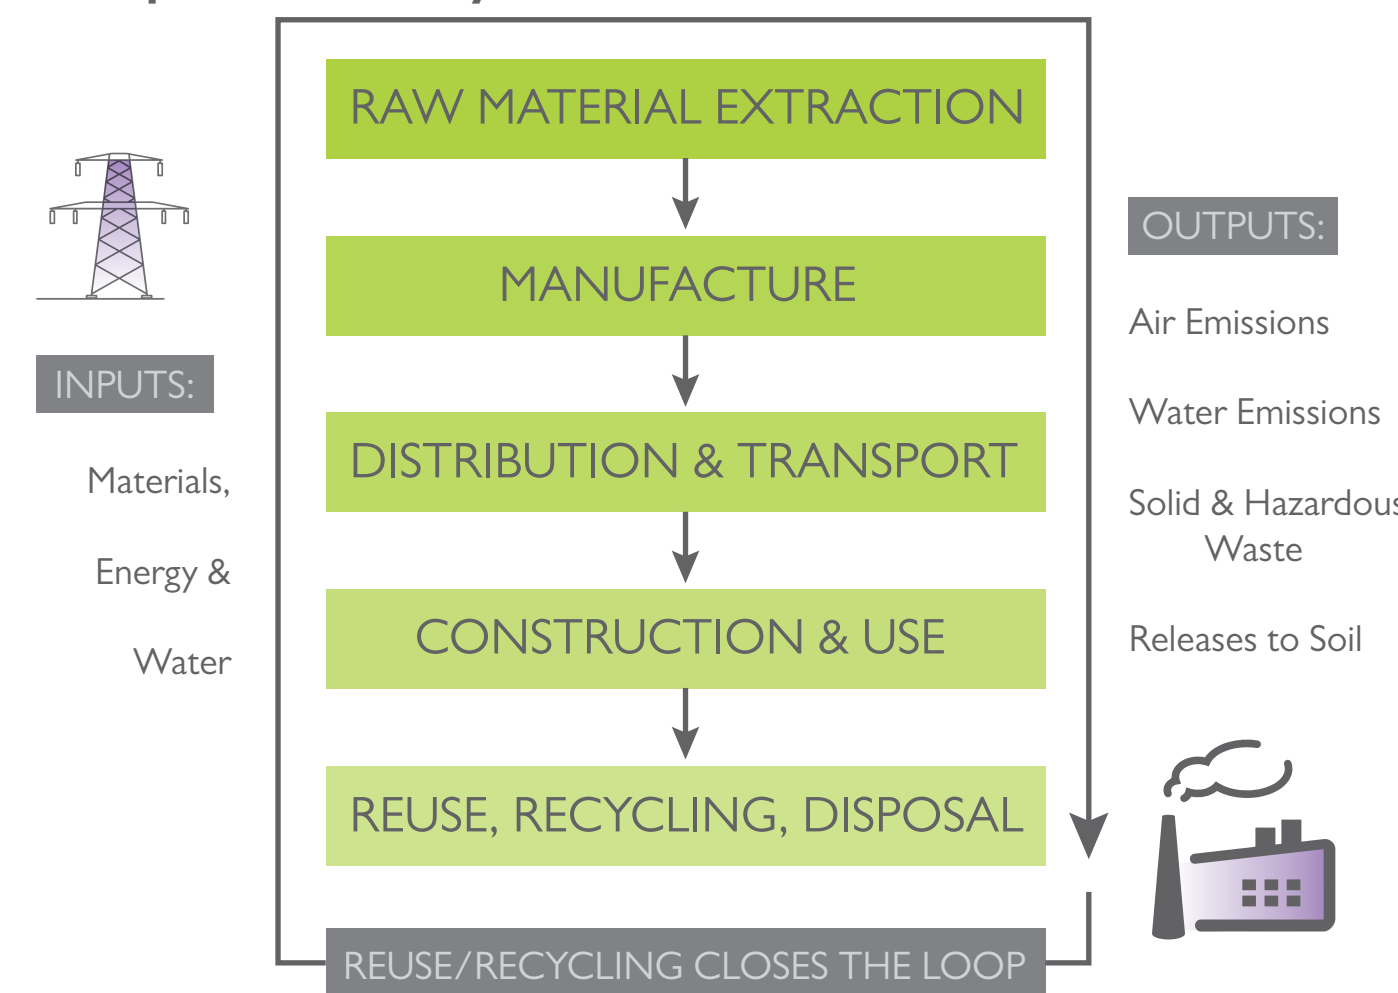 RAW MATERIAL EXTRACTION
MANUFACTURE
DISTRIBUTION & TRANSPORT
CONSTRUCTION & USE
REUSE, RECYCLING, DISPOSAL
REUSE/RECYCLING CLOSES THE LOOP
INPUTS:
Materials,
Energy &
Water
OUTPUTS:
Air Emissions
Water Emissions
Solid & Hazardous
Waste
Releases to Soil